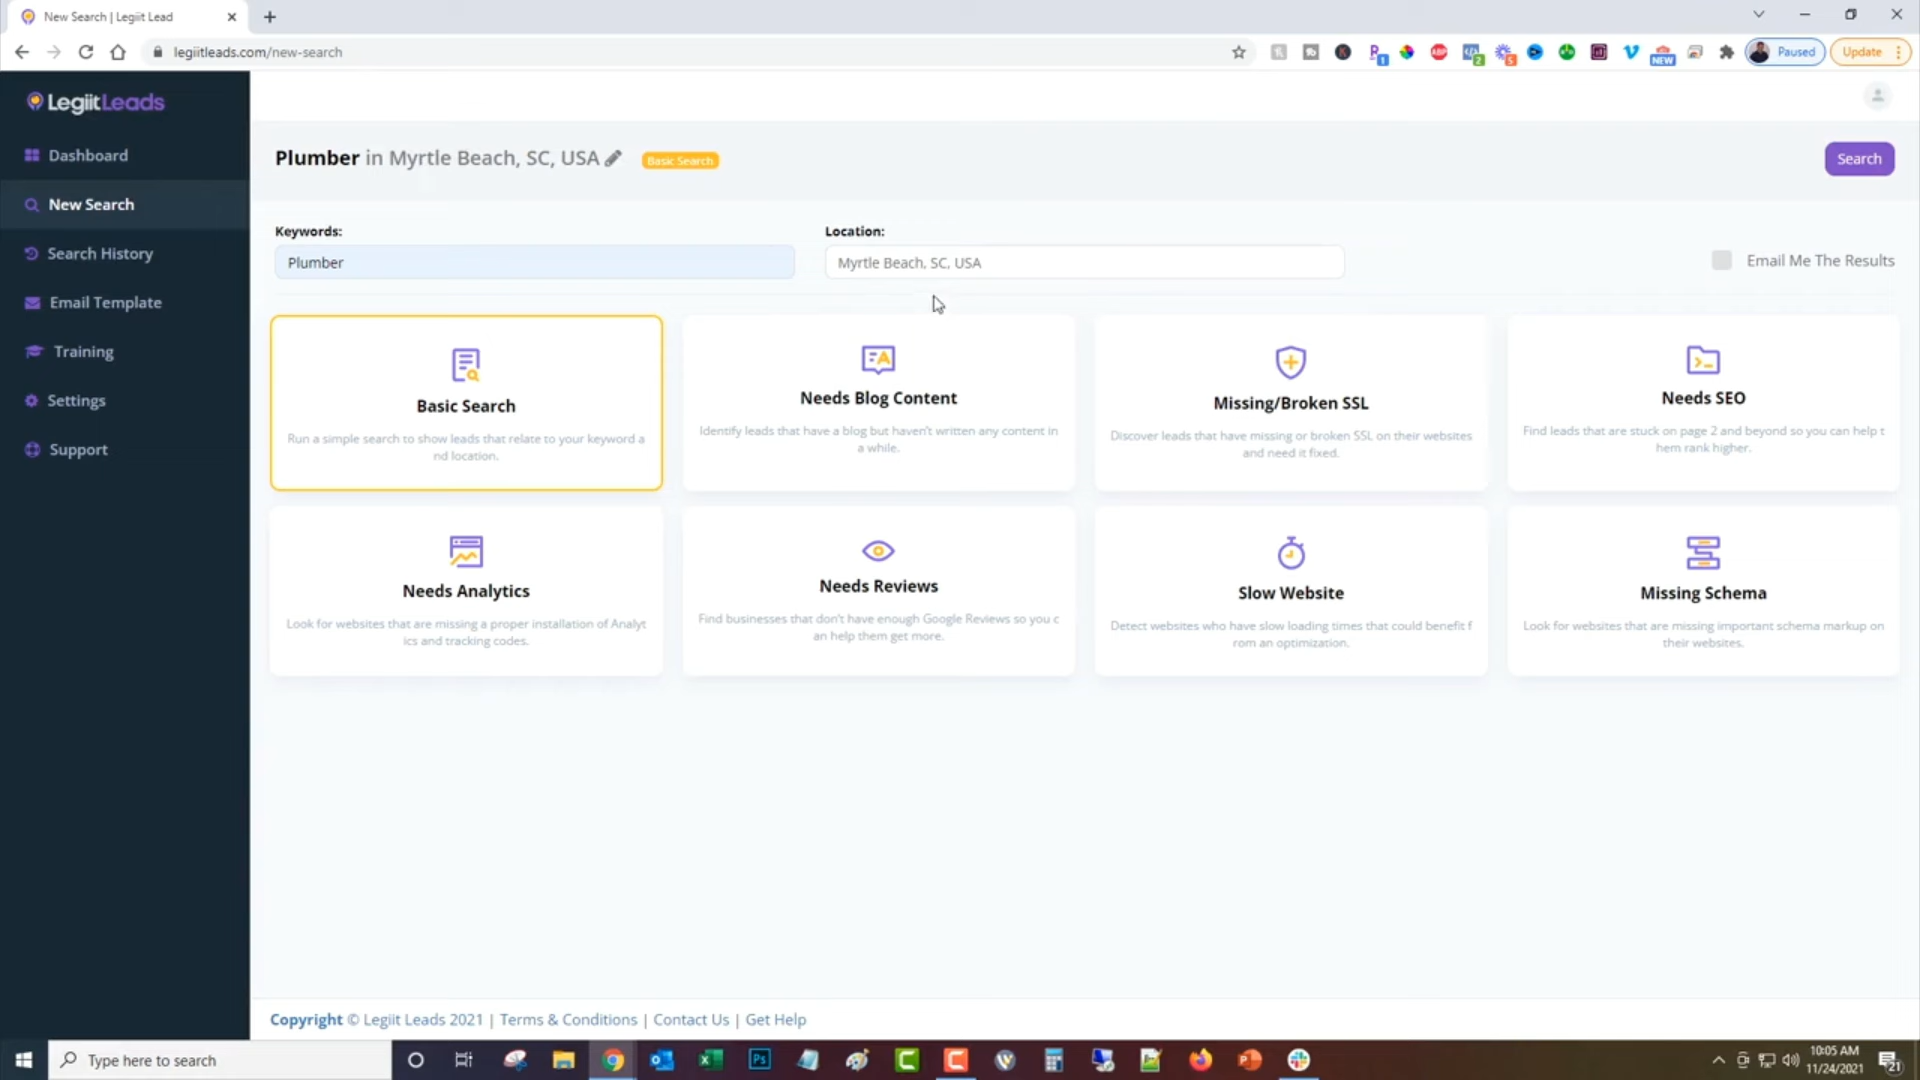 New Search | Legiit Lead
legiitleads.com/new-search
1
2
5
NEW
Paused
Update
LegiitLeads
Dashboard
New Search
Search History
Email Template
Training
Settings
Support
Plumber in Myrtle Beach, SC, USA
Basic Search
Search
Keywords:
Location:
Plumber
Myrtle Beach, SC, USA
Email Me The Results
Basic Search
Run a simple search to show leads that relate to your keyword a
nd location.
Needs Blog Content
Identify leads that have a blog but haven't written any content in
a while.
Missing/Broken SSL
Discover leads that have missing or broken SSL on their websites
and need it fixed.
Needs SEO
Find leads that are stuck on page 2 and beyond so you can help t
hem rank higher.
Needs Analytics
Look for websites that are missing a proper installation of Analyt
ics and tracking codes.
Needs Reviews
Find businesses that don't have enough Google Reviews so you c
an help them get more.
Slow Website
Detect websites who have slow loading times that could benefit f
rom an optimization.
Missing Schema
Look for websites that are missing important schema markup on
their websites.
Copyright © Legiit Leads 2021 | Terms & Conditions | Contact Us | Get Help
Type here to search
Ps
10:05 AM
11/24/2021
21